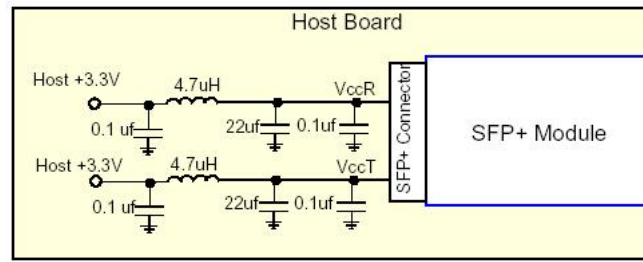 Host Board
Host +3.3V
4.7uH
VccR
0.1 uf
22uf
0.1uf
SFP+ Connector
SFP+ Module
Host +3.3V
4.7uH
VccT
0.1 uf
22uf
0.1uf